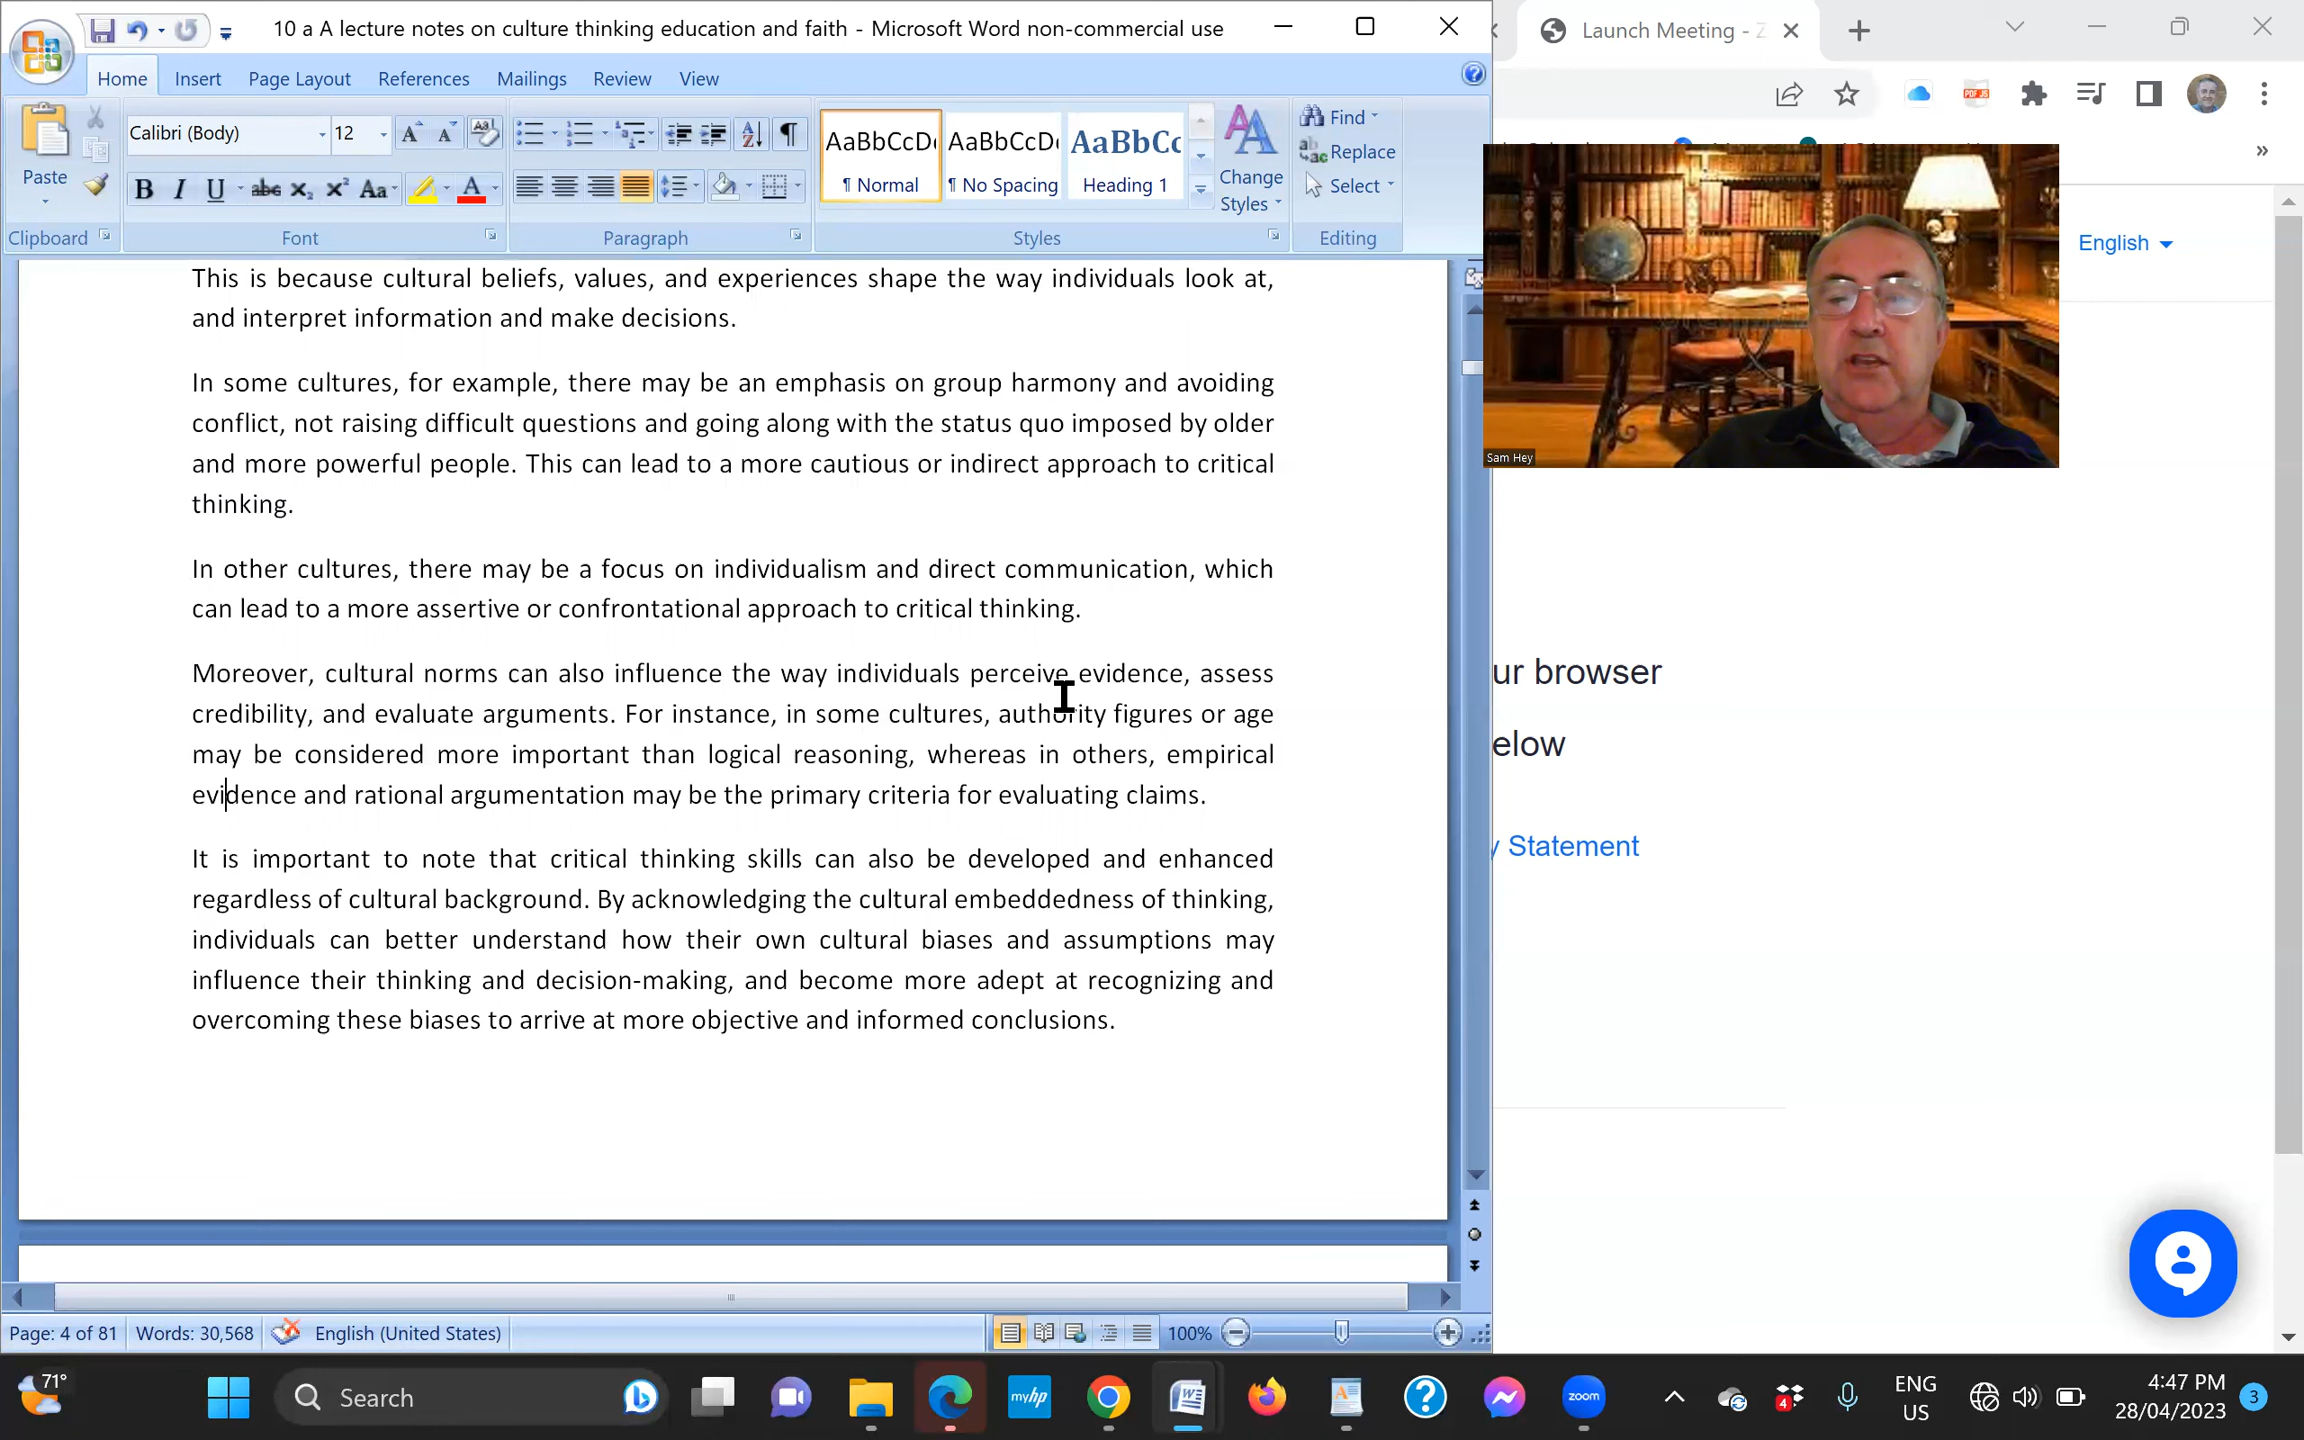 10 a A lecture notes on culture thinking education and faith - Microsoft Word non-commercial use
Launch Meeting - Z
Home Insert Page Layout References Mailings Review View
Calibri (Body) 12
Paste
AaBbCcDc AaBbCcDc AaBbCc
¶ Normal ¶ No Spacing Heading 1
Change
Styles
Find
Replace
Select
Clipboard Font Paragraph Styles Editing
PDF JS
English
This is because cultural beliefs, values, and experiences shape the way individuals look at,
and interpret information and make decisions.
In some cultures, for example, there may be an emphasis on group harmony and avoiding
conflict, not raising difficult questions and going along with the status quo imposed by older
and more powerful people. This can lead to a more cautious or indirect approach to critical
thinking.
In other cultures, there may be a focus on individualism and direct communication, which
can lead to a more assertive or confrontational approach to critical thinking.
Moreover, cultural norms can also influence the way individuals perceive evidence, assess
credibility, and evaluate arguments. For instance, in some cultures, authority figures or age
may be considered more important than logical reasoning, whereas in others, empirical
evidence and rational argumentation may be the primary criteria for evaluating claims.
It is important to note that critical thinking skills can also be developed and enhanced
regardless of cultural background. By acknowledging the cultural embeddedness of thinking,
individuals can better understand how their own cultural biases and assumptions may
influence their thinking and decision-making, and become more adept at recognizing and
overcoming these biases to arrive at more objective and informed conclusions.
Sam Hey
ur browser
elow
y Statement
Page: 4 of 81 Words: 30,568 English (United States) 100%
71°
Search
myhp
zoom
4
ENG
US
4:47 PM
28/04/2023
3